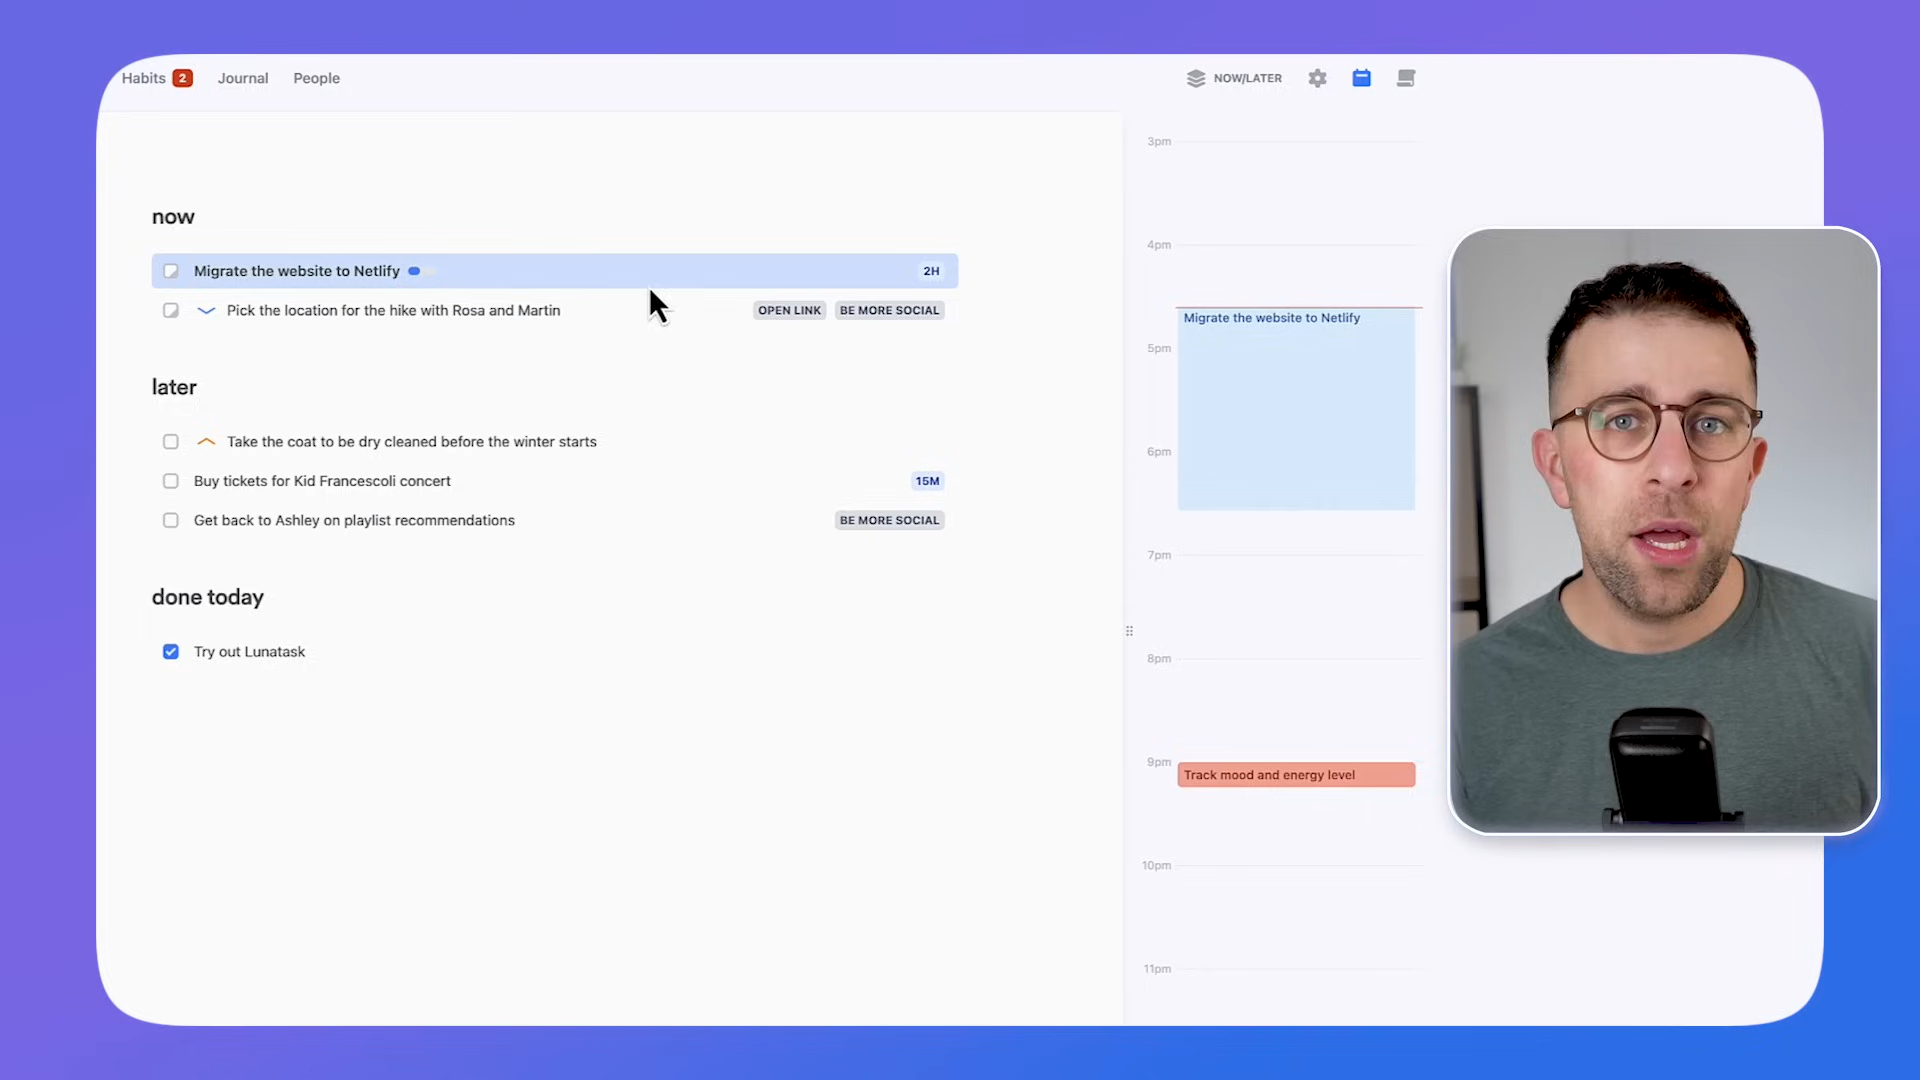 Habits 2 Journal People
NOW/LATER
now
Migrate the website to Netlify 2H
Pick the location for the hike with Rosa and Martin OPEN LINK BE MORE SOCIAL
later
Take the coat to be dry cleaned before the winter starts
Buy tickets for Kid Francescoli concert 15M
Get back to Ashley on playlist recommendations BE MORE SOCIAL
done today
Try out Lunatask
3pm
4pm
Migrate the website to Netlify
5pm
6pm
7pm
8pm
9pm
Track mood and energy level
10pm
11pm